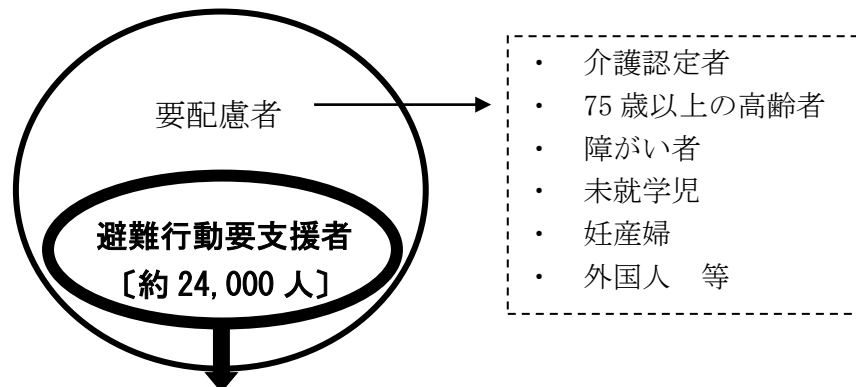 要配慮者
避難行動要支援者
〔約 24,000 人〕
・ 介護認定者
・ 75 歳以上の高齢者
・ 障がい者
・ 未就学児
・ 妊産婦
・ 外国人　等